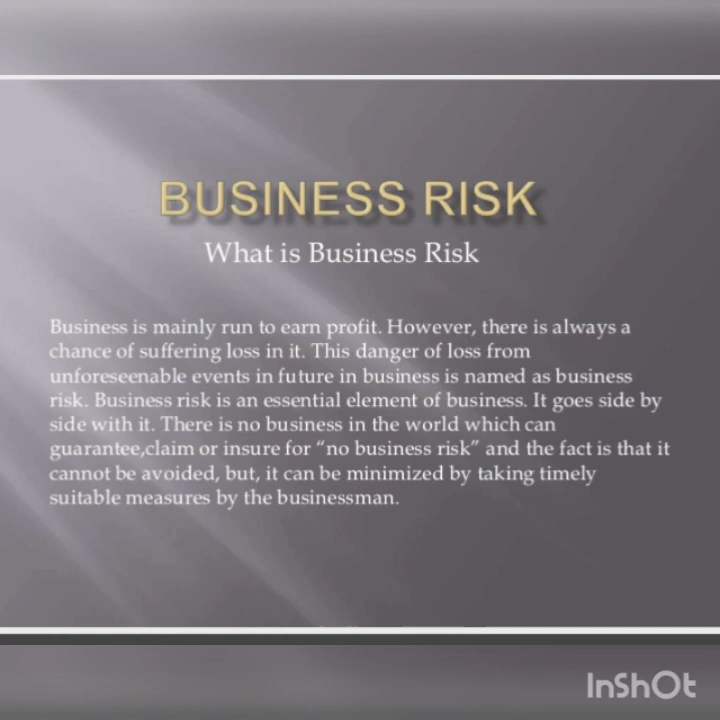 BUSINESS RISK
What is Business Risk
Business is mainly run to earn profit. However, there is always a
chance of suffering loss in it. This danger of loss from
unforeseenable events in future in business is named as business
risk. Business risk is an essential element of business. It goes side by
side with it. There is no business in the world which can
guarantee,claim or insure for “no business risk” and the fact is that it
cannot be avoided, but, it can be minimized by taking timely
suitable measures by the businessman.
InShOt